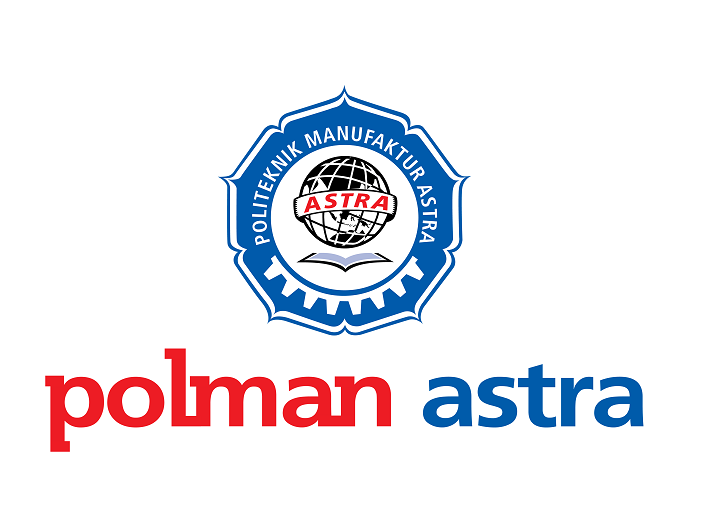 POLITEKNIK MANUFAKTUR ASTRA
ASTRA
polman astra